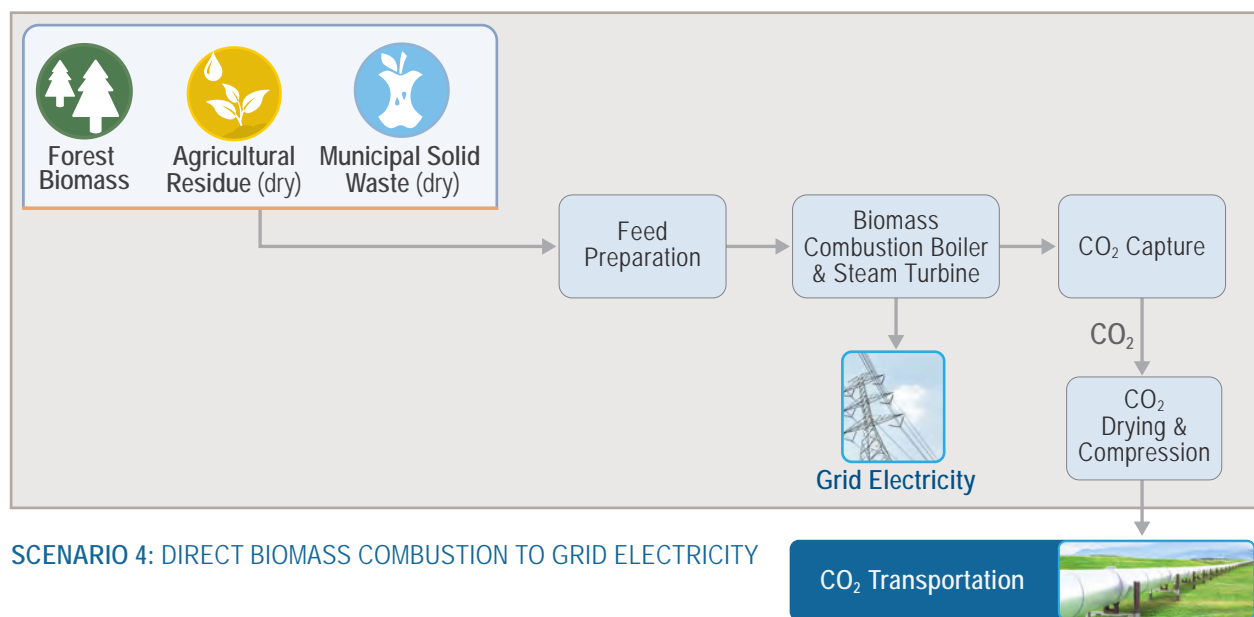 Forest
Biomass
Agricultural
Residue (dry)
Municipal Solid
Waste (dry)
Feed
Preparation
Biomass
Combustion Boiler
& Steam Turbine
CO₂ Capture
Grid Electricity
CO₂
CO₂
Drying &
Compression
SCENARIO 4: DIRECT BIOMASS COMBUSTION TO GRID ELECTRICITY
CO₂ Transportation